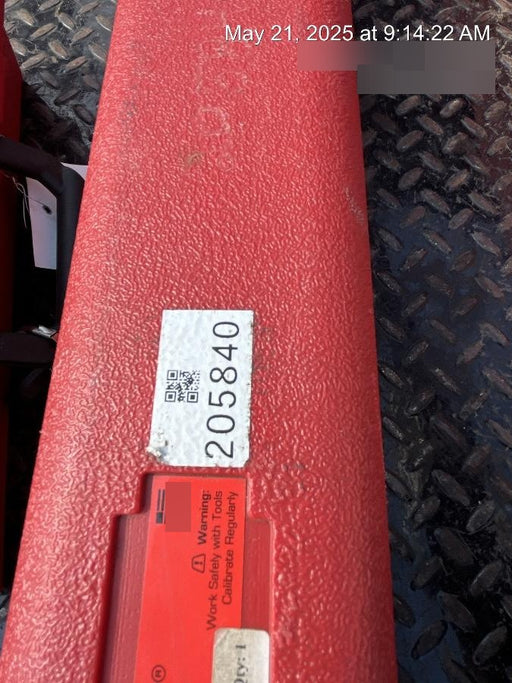 May 21, 2025 at 9:14:22 AM
205840
Warning:
Work Safely with Tools
Calibrate Regularly
Qty: 1
®